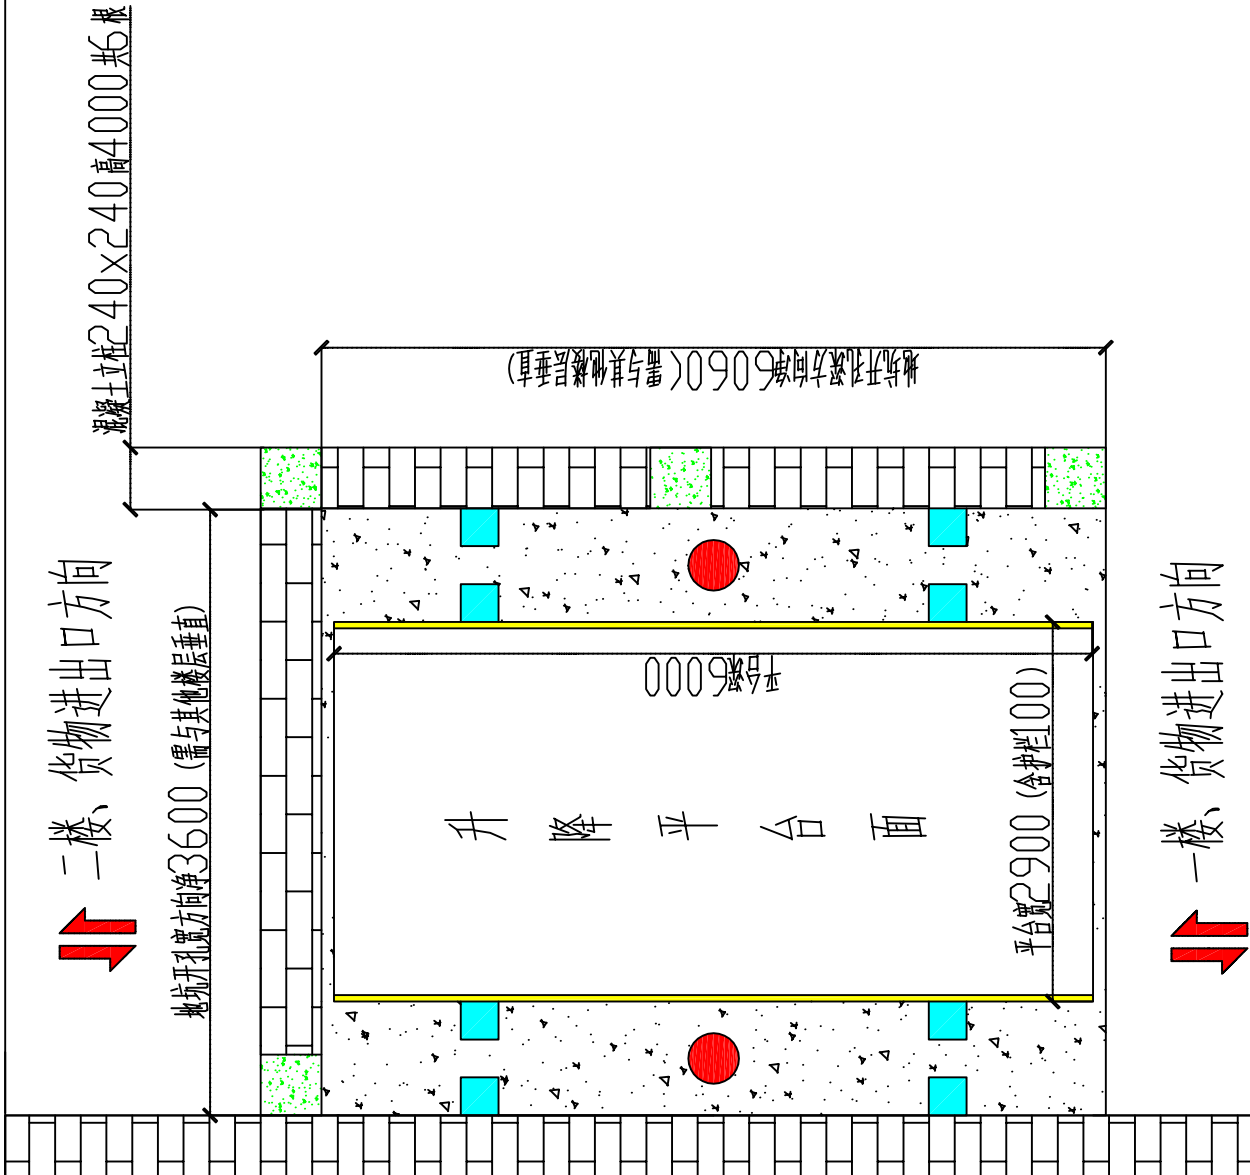 混凝土立柱240x240高4000共6根
二楼、货物进出口方向
地坑开孔宽方向净3600（需与其他楼层垂直）
地坑开孔深方向净6060（需与其他楼层垂直）
平台深6000
升降平台面
平台宽2900（含护栏100）
一楼、货物进出口方向